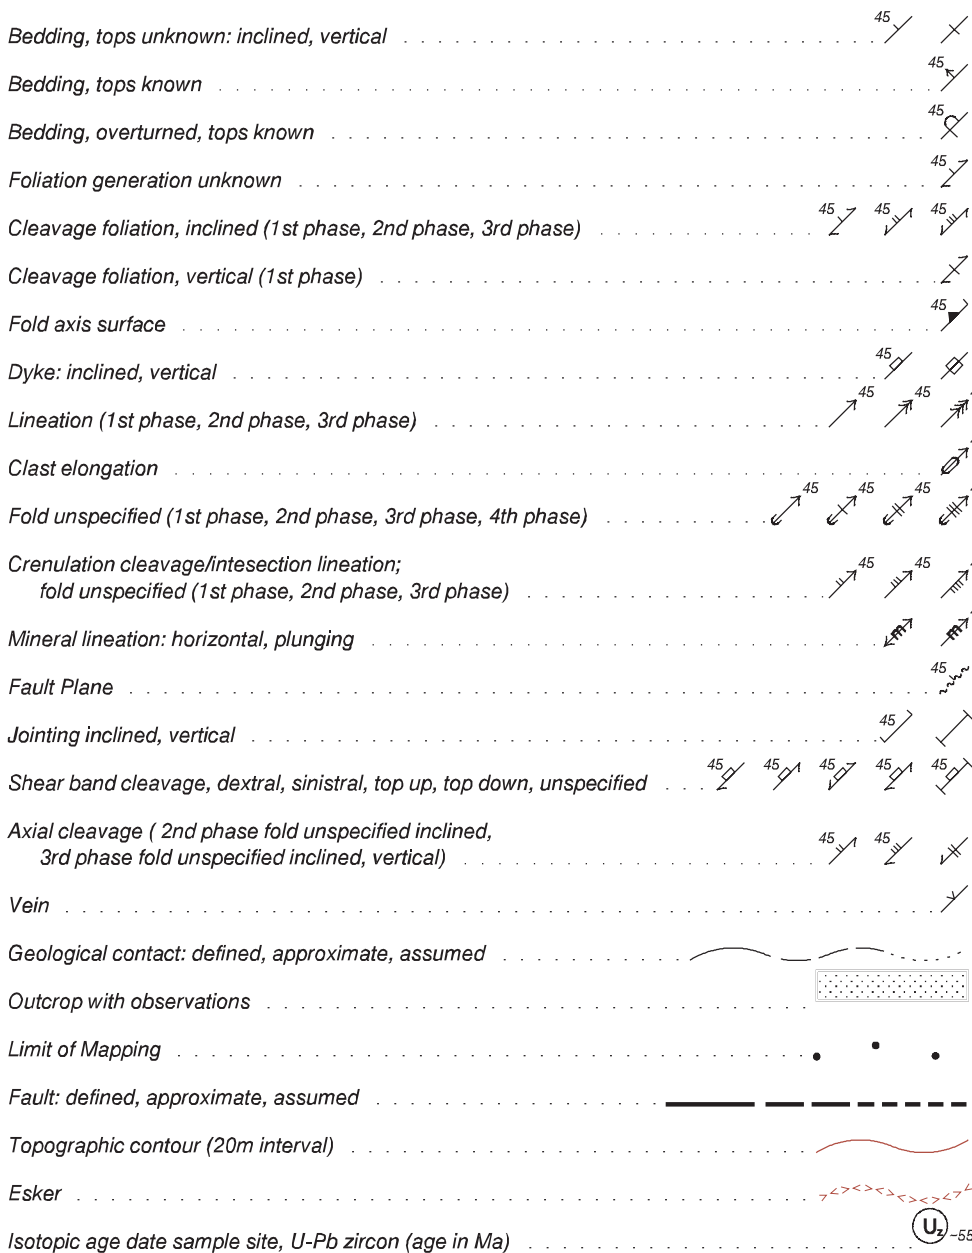 Bedding, tops unknown: inclined, vertical 45
Bedding, tops known 45
Bedding, overturned, tops known 45
Foliation generation unknown 45
Cleavage foliation, inclined (1st phase, 2nd phase, 3rd phase) 45 45 45
Cleavage foliation, vertical (1st phase)
Fold axis surface 45
Dyke: inclined, vertical 45
Lineation (1st phase, 2nd phase, 3rd phase) 45 45
Clast elongation
Fold unspecified (1st phase, 2nd phase, 3rd phase, 4th phase) 45 45 45
Crenulation cleavage/intesection lineation;
fold unspecified (1st phase, 2nd phase, 3rd phase) 45 45
Mineral lineation: horizontal, plunging m m
Fault Plane 45
Jointing inclined, vertical 45
Shear band cleavage, dextral, sinistral, top up, top down, unspecified 45 45 45 45 45
Axial cleavage ( 2nd phase fold unspecified inclined,
3rd phase fold unspecified inclined, vertical) 45 45
Vein
Geological contact: defined, approximate, assumed
Outcrop with observations
Limit of Mapping
Fault: defined, approximate, assumed
Topographic contour (20m interval)
Esker
Isotopic age date sample site, U-Pb zircon (age in Ma) Uz -55